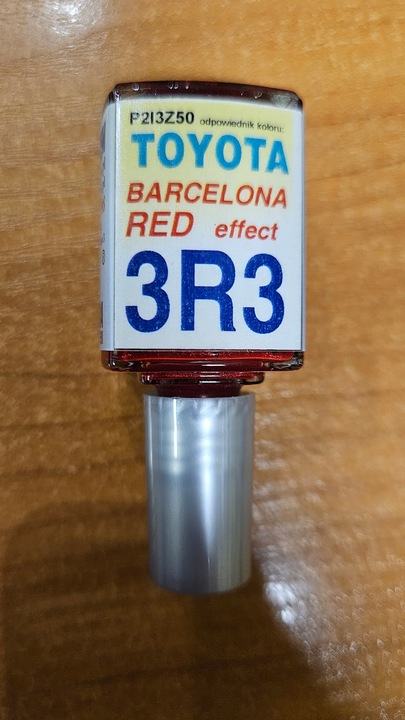 P2I3Z50 odpowiednik koloru:
TOYOTA
BARCELONA
RED effect
3R3